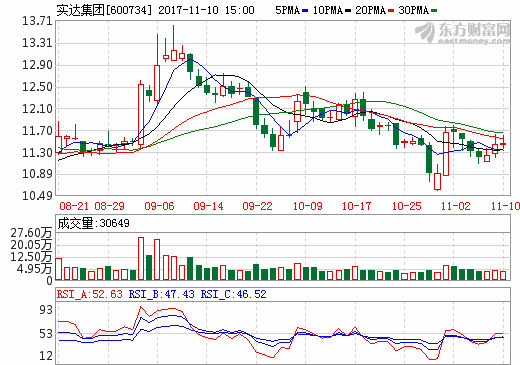 实达集团[600734] 2017-11-10 15:00 5PMA 10PMA 20PMA 30PMA
东方财富网
eastmoney.com
13.71
13.31
12.90
12.50
12.10
11.70
11.30
10.89
10.49
08-21 08-29 09-06 09-14 09-22 10-09 10-17 10-25 11-02 11-10
成交量:30649
27.60万
20.05万
12.50万
4.95万
0
RSI_A:52.63 RSI_B:47.43 RSI_C:46.52
93
53
12